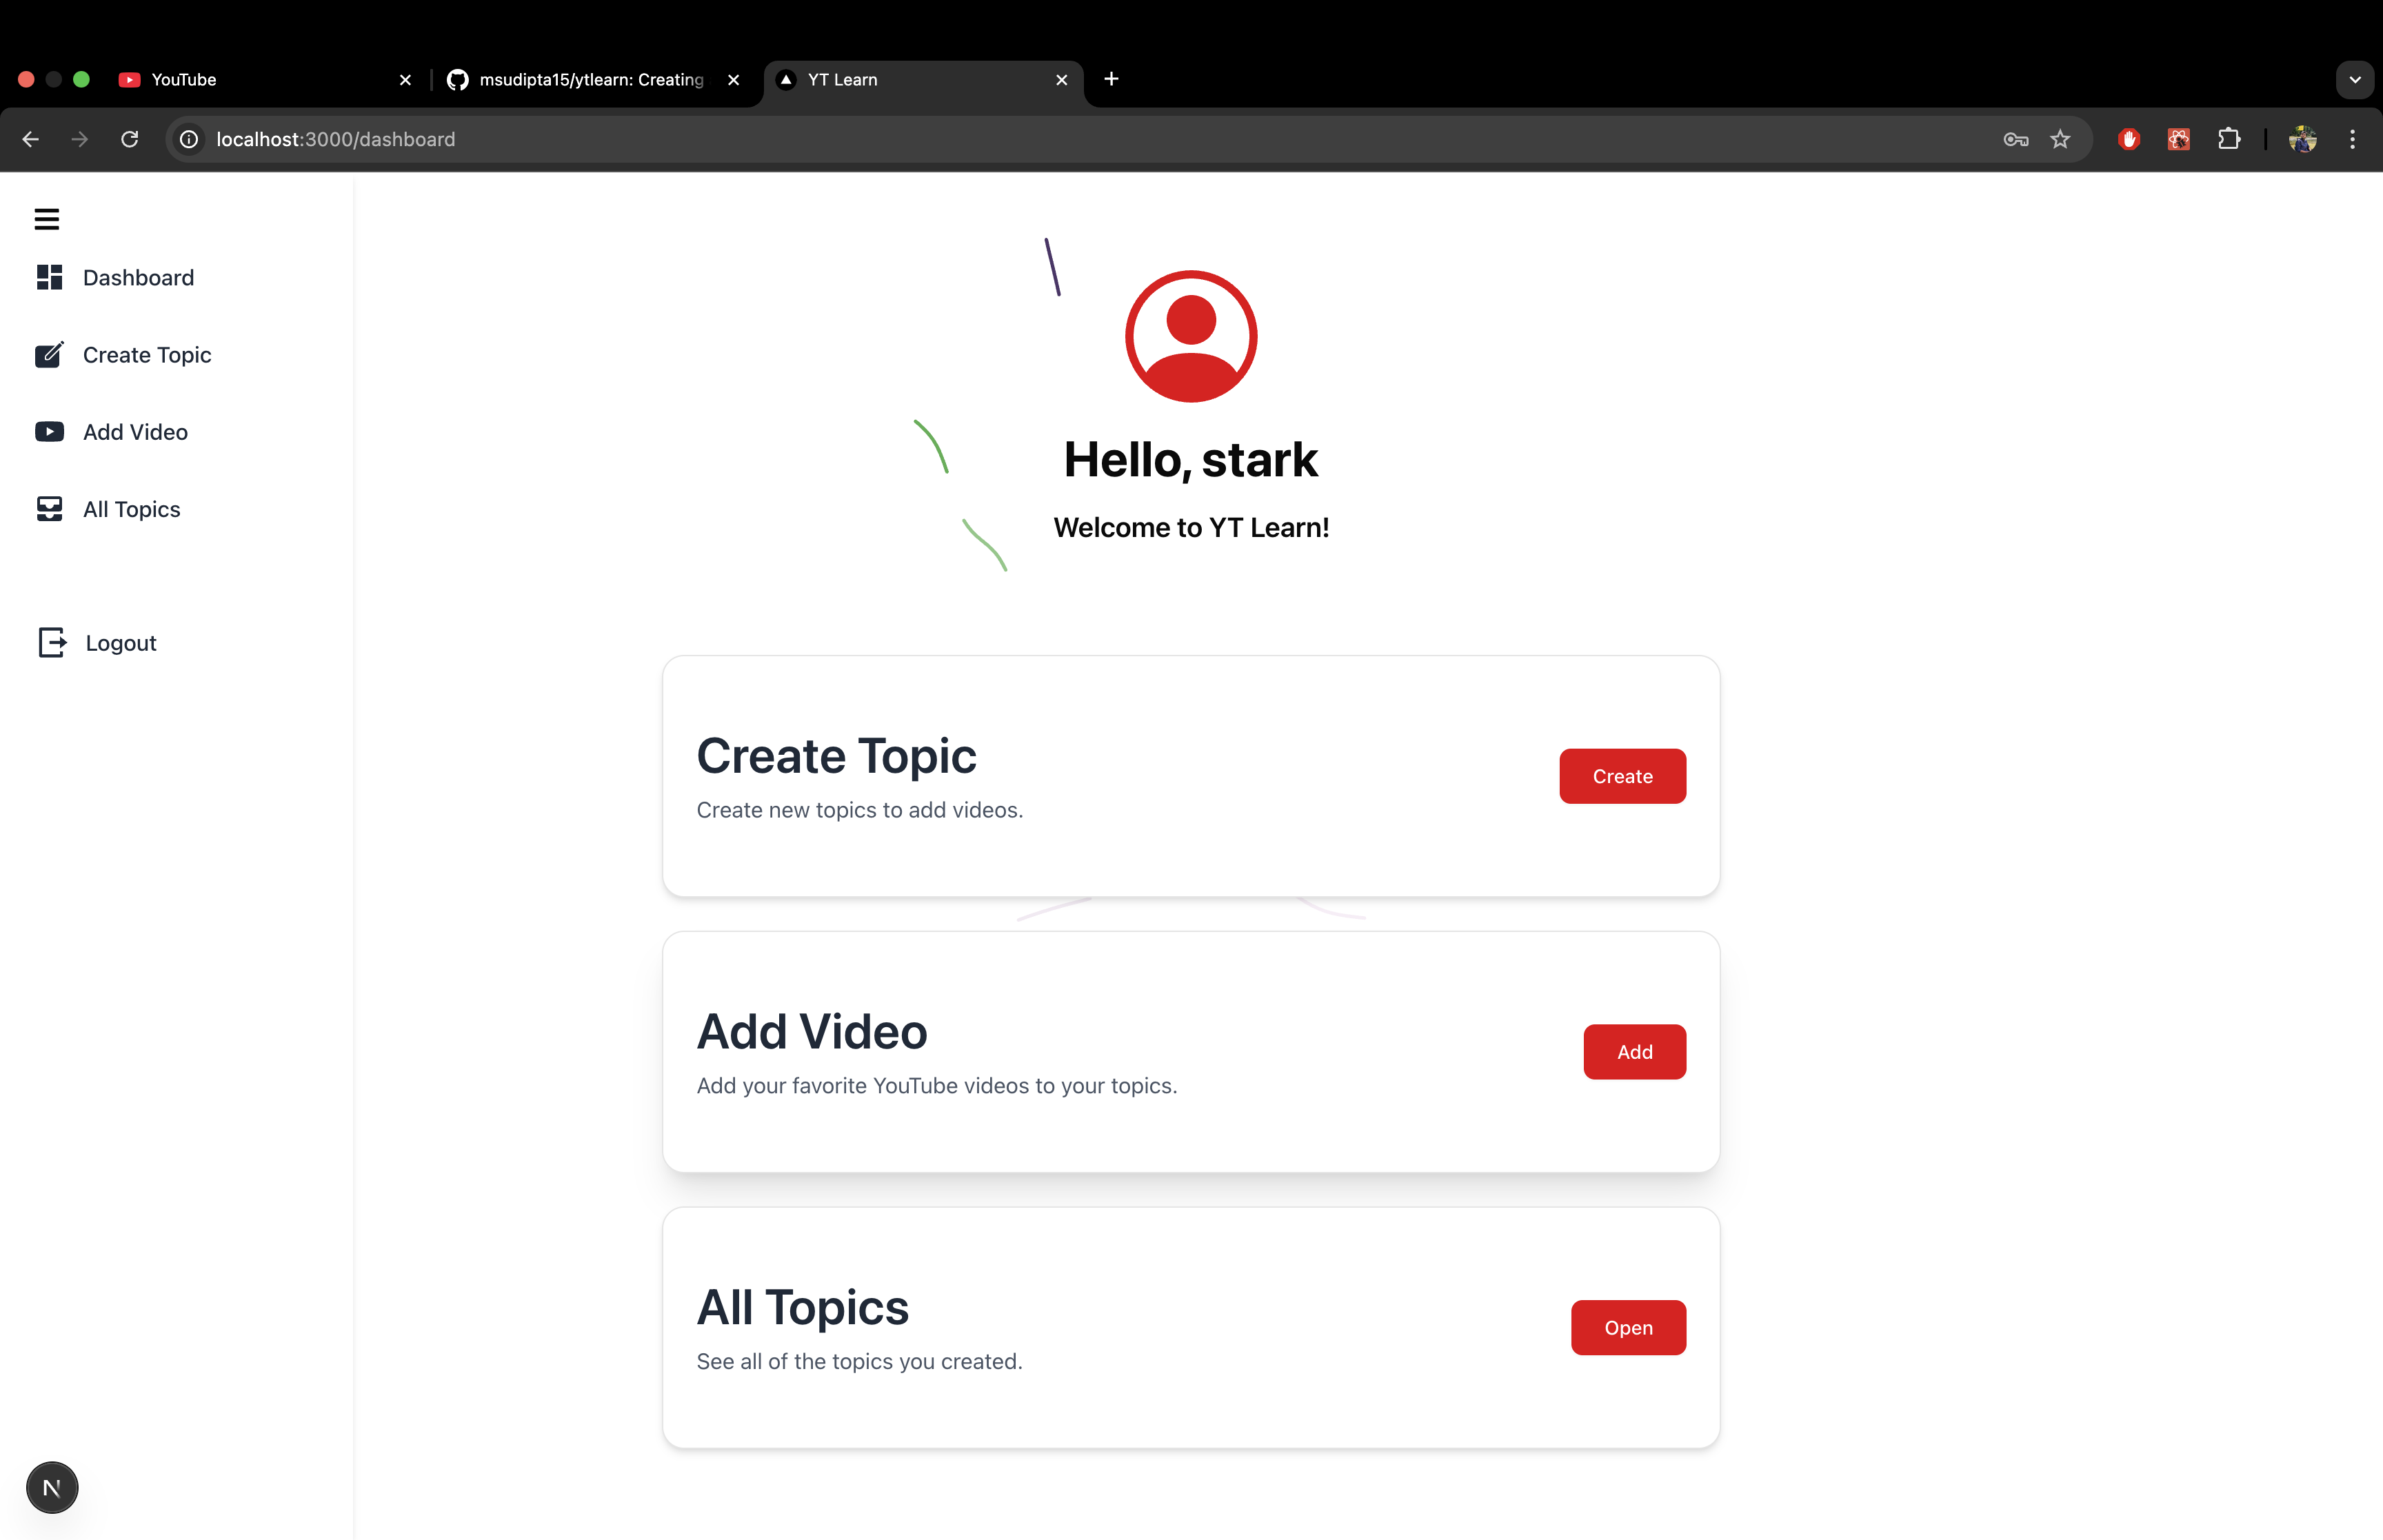 YouTube
msudipta15/ytlearn: Creating
YT Learn
localhost:3000/dashboard
Dashboard
Create Topic
Add Video
All Topics
Logout
Hello, stark
Welcome to YT Learn!
Create Topic
Create new topics to add videos.
Create
Add Video
Add your favorite YouTube videos to your topics.
Add
All Topics
See all of the topics you created.
Open
N